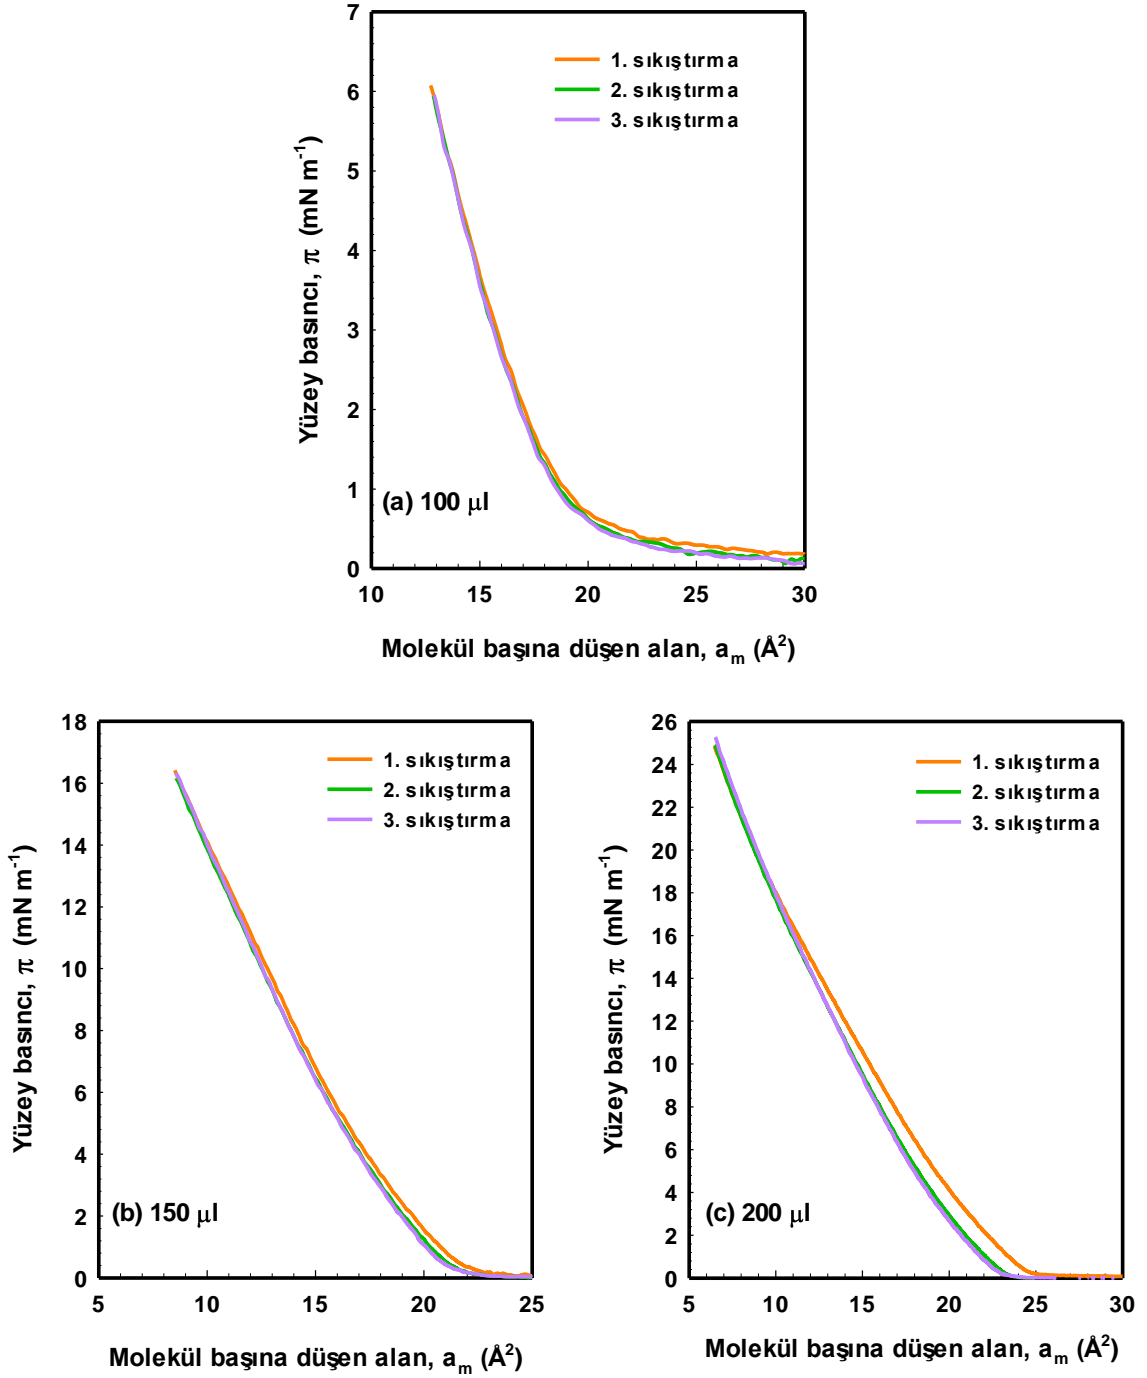 7
6
5
4
3
2
1
0
Yüzey basıncı, π (mN m⁻¹)
1. sıkıştırma
2. sıkıştırma
3. sıkıştırma
(a) 100 μl
10 15 20 25 30
Molekül başına düşen alan, aₘ (Å²)
18
16
14
12
10
8
6
4
2
0
Yüzey basıncı, π (mN m⁻¹)
1. sıkıştırma
2. sıkıştırma
3. sıkıştırma
(b) 150 μl
5 10 15 20 25
Molekül başına düşen alan, aₘ (Å²)
26
24
22
20
18
16
14
12
10
8
6
4
2
0
Yüzey basıncı, π (mN m⁻¹)
1. sıkıştırma
2. sıkıştırma
3. sıkıştırma
(c) 200 μl
5 10 15 20 25 30
Molekül başına düşen alan, aₘ (Å²)